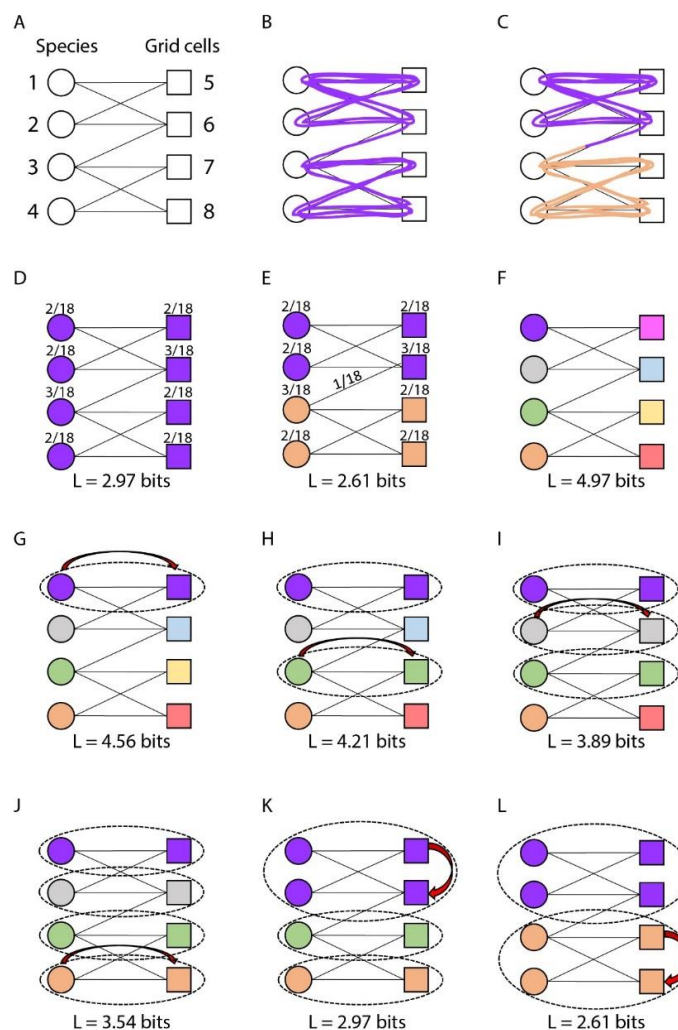 A
B
C
Species Grid cells
1 5
2 6
3 7
4 8
D
E
F
2/18 2/18
2/18 3/18
3/18 2/18
2/18 2/18
L = 2.97 bits
2/18 2/18
2/18 3/18
1/18
3/18 2/18
2/18 2/18
L = 2.61 bits
L = 4.97 bits
G
H
I
L = 4.56 bits
L = 4.21 bits
L = 3.89 bits
J
K
L
L = 3.54 bits
L = 2.97 bits
L = 2.61 bits